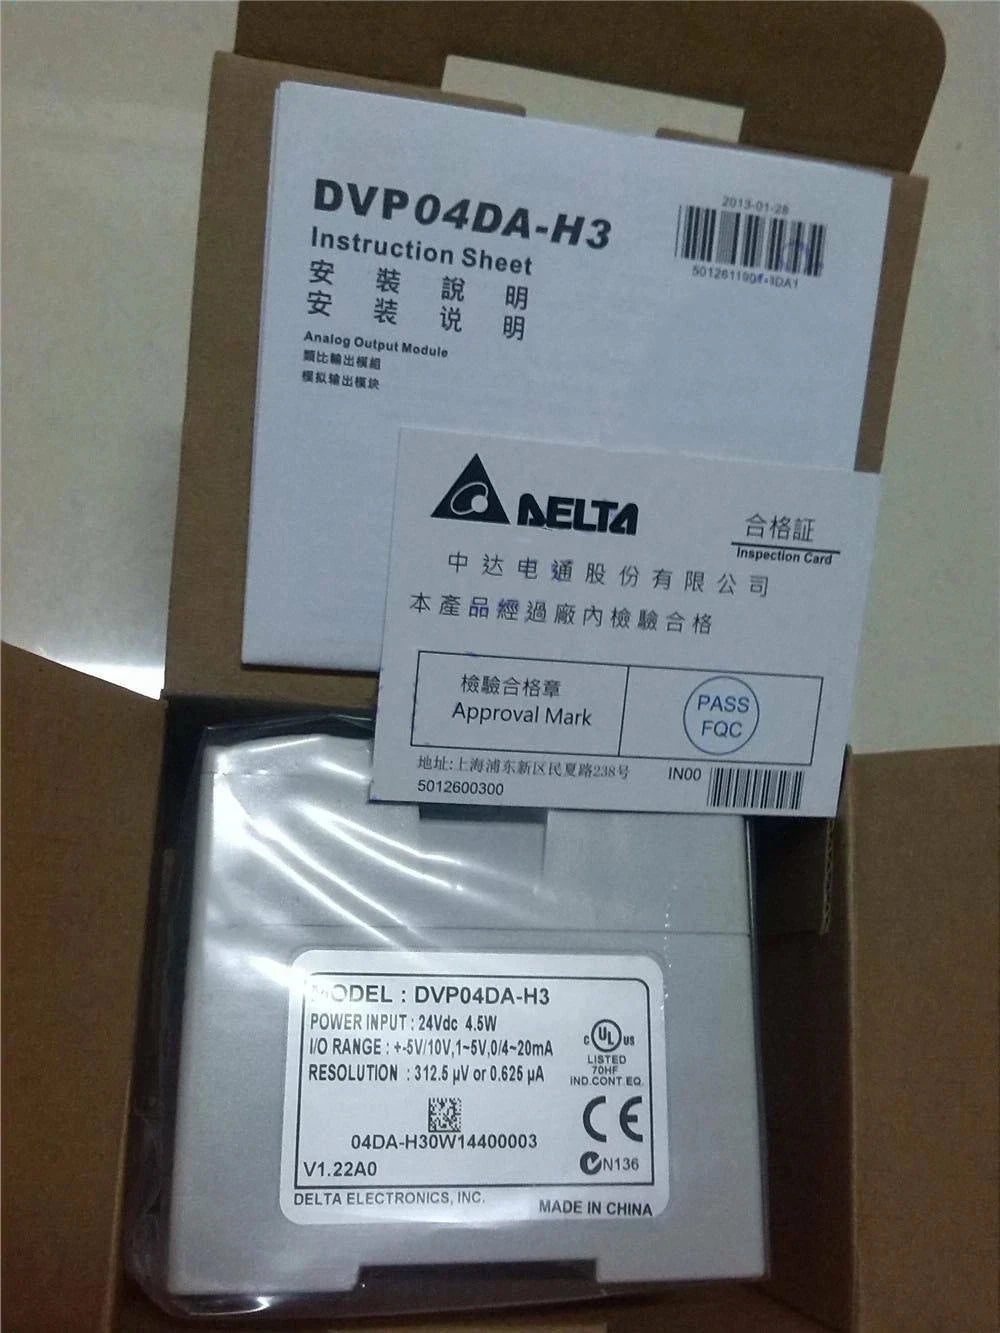 DVP04DA-H3
Instruction Sheet
安 裝 說 明
安 装 说 明
Analog Output Module
類比輸出模組
模拟输出模块
2013-01-28
DELTA
合格証
Inspection Card
中达电通股份有限公司
本產品經過廠內檢驗合格
檢驗合格章
Approval Mark
PASS
FQC
地址:上海浦东新区民夏路238号
5012600300
IN00
MODEL : DVP04DA-H3
POWER INPUT : 24Vdc 4.5W
I/O RANGE : +-5V/10V,1~5V,0/4~20mA
RESOLUTION : 312.5 μV or 0.625 μA
C UL US
LISTED
70HF
IND.CONT.EQ.
CE
04DA-H30W14400003
N136
V1.22A0
DELTA ELECTRONICS, INC.
MADE IN CHINA